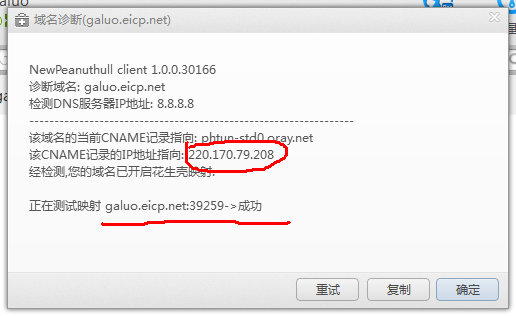 aluo
域名诊断(galuo.eicp.net)
NewPeanuthull client 1.0.0.30166
诊断域名: galuo.eicp.net
检测DNS服务器IP地址: 8.8.8.8
------------------------------------------------------------------
该域名的当前CNAME记录指向: phtun-std0.oray.net
该CNAME记录的IP地址指向: 220.170.79.208
经检测,您的域名已开启花生壳映射.
正在测试映射 galuo.eicp.net:39259->成功
重试
复制
确定